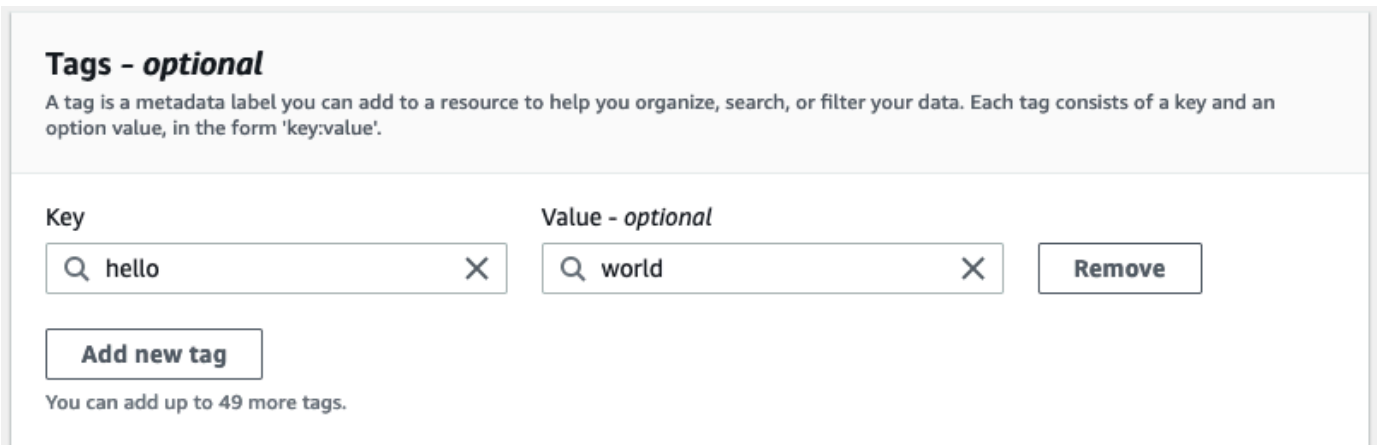 Tags - optional
A tag is a metadata label you can add to a resource to help you organize, search, or filter your data. Each tag consists of a key and an
option value, in the form 'key:value'.
Key Value - optional
hello world Remove
Add new tag
You can add up to 49 more tags.